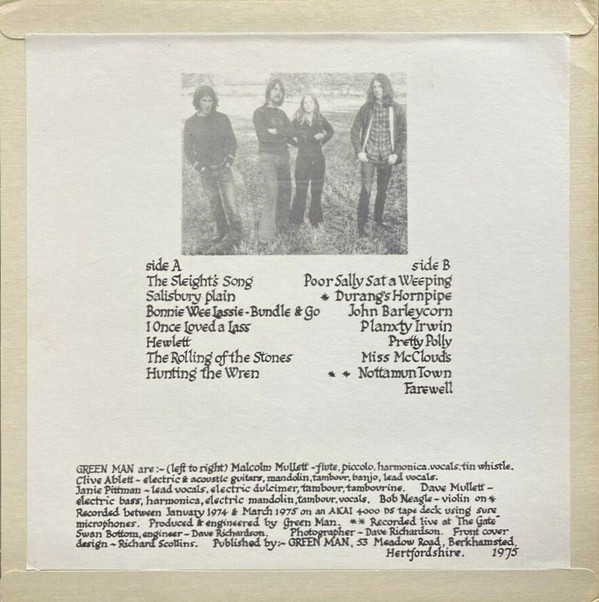 side A
The Sleight's Song
Salisbury plain
Bonnie Wee Lassie - Bundle & Go
I Once Loved a Lass
Hewlett
The Rolling of the Stones
Hunting the Wren
side B
Poor Sally Sat a Weeping
* Durang's Hornpipe
John Barleycorn
Planxty Irwin
Pretty Polly
Miss McClouds
* * Nottamun Town
Farewell
GREEN MAN are :- (left to right) Malcolm Mullett - flute, piccolo, harmonica, vocals, tin whistle.
Clive Ablett - electric & acoustic guitars, mandolin, tambour, banjo, lead vocals.
Janie Pittman - lead vocals, electric dulcimer, tambour, tambourine. Dave Mullett -
electric bass, harmonica, electric mandolin, tambour, vocals. Bob Neagle - violin on *
Recorded between January 1974 & March 1975 on an AKAI 4000 DS tape deck using sure
microphones. Produced & engineered by Green Man. ** Recorded live at "The Gate"
Swan Bottom, engineer - Dave Richardson. Photographer - Dave Richardson. Front cover
design - Richard Scollins. Published by :- GREEN MAN, 53 Meadow Road, Berkhamsted,
Hertfordshire. 1975